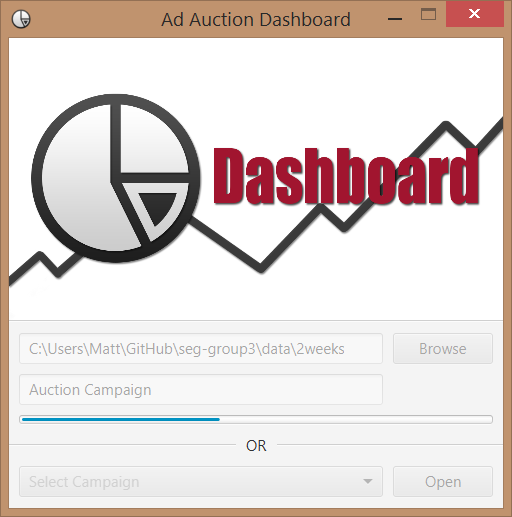 Ad Auction Dashboard
Dashboard
C:\Users\Matt\GitHub\seg-group3\data\2weeks
Browse
Auction Campaign
OR
Select Campaign
Open